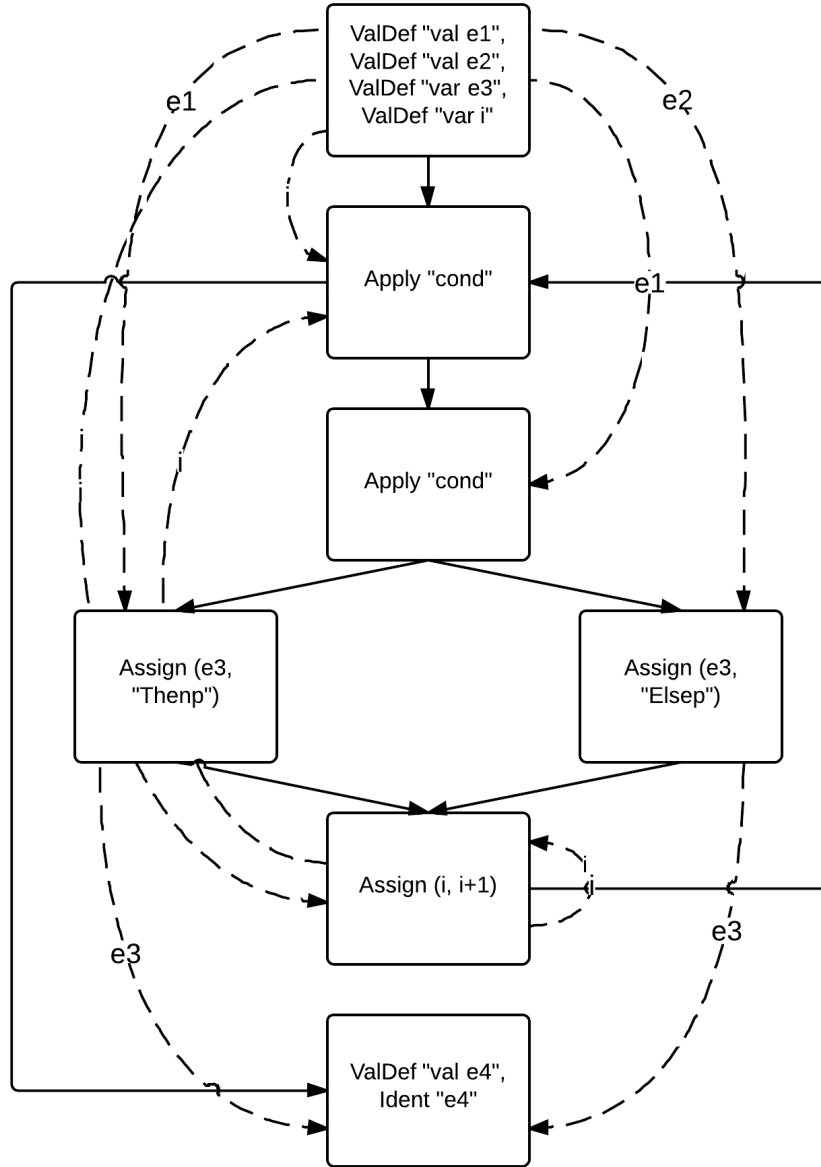 ValDef "val e1",
ValDef "val e2",
ValDef "var e3",
ValDef "var i"
e1
e2
i
Apply "cond"
e1
i
i
Apply "cond"
Assign (e3,
"Thenp")
Assign (e3,
"Elsep")
i
Assign (i, i+1)
i
e3
e3
ValDef "val e4",
Ident "e4"